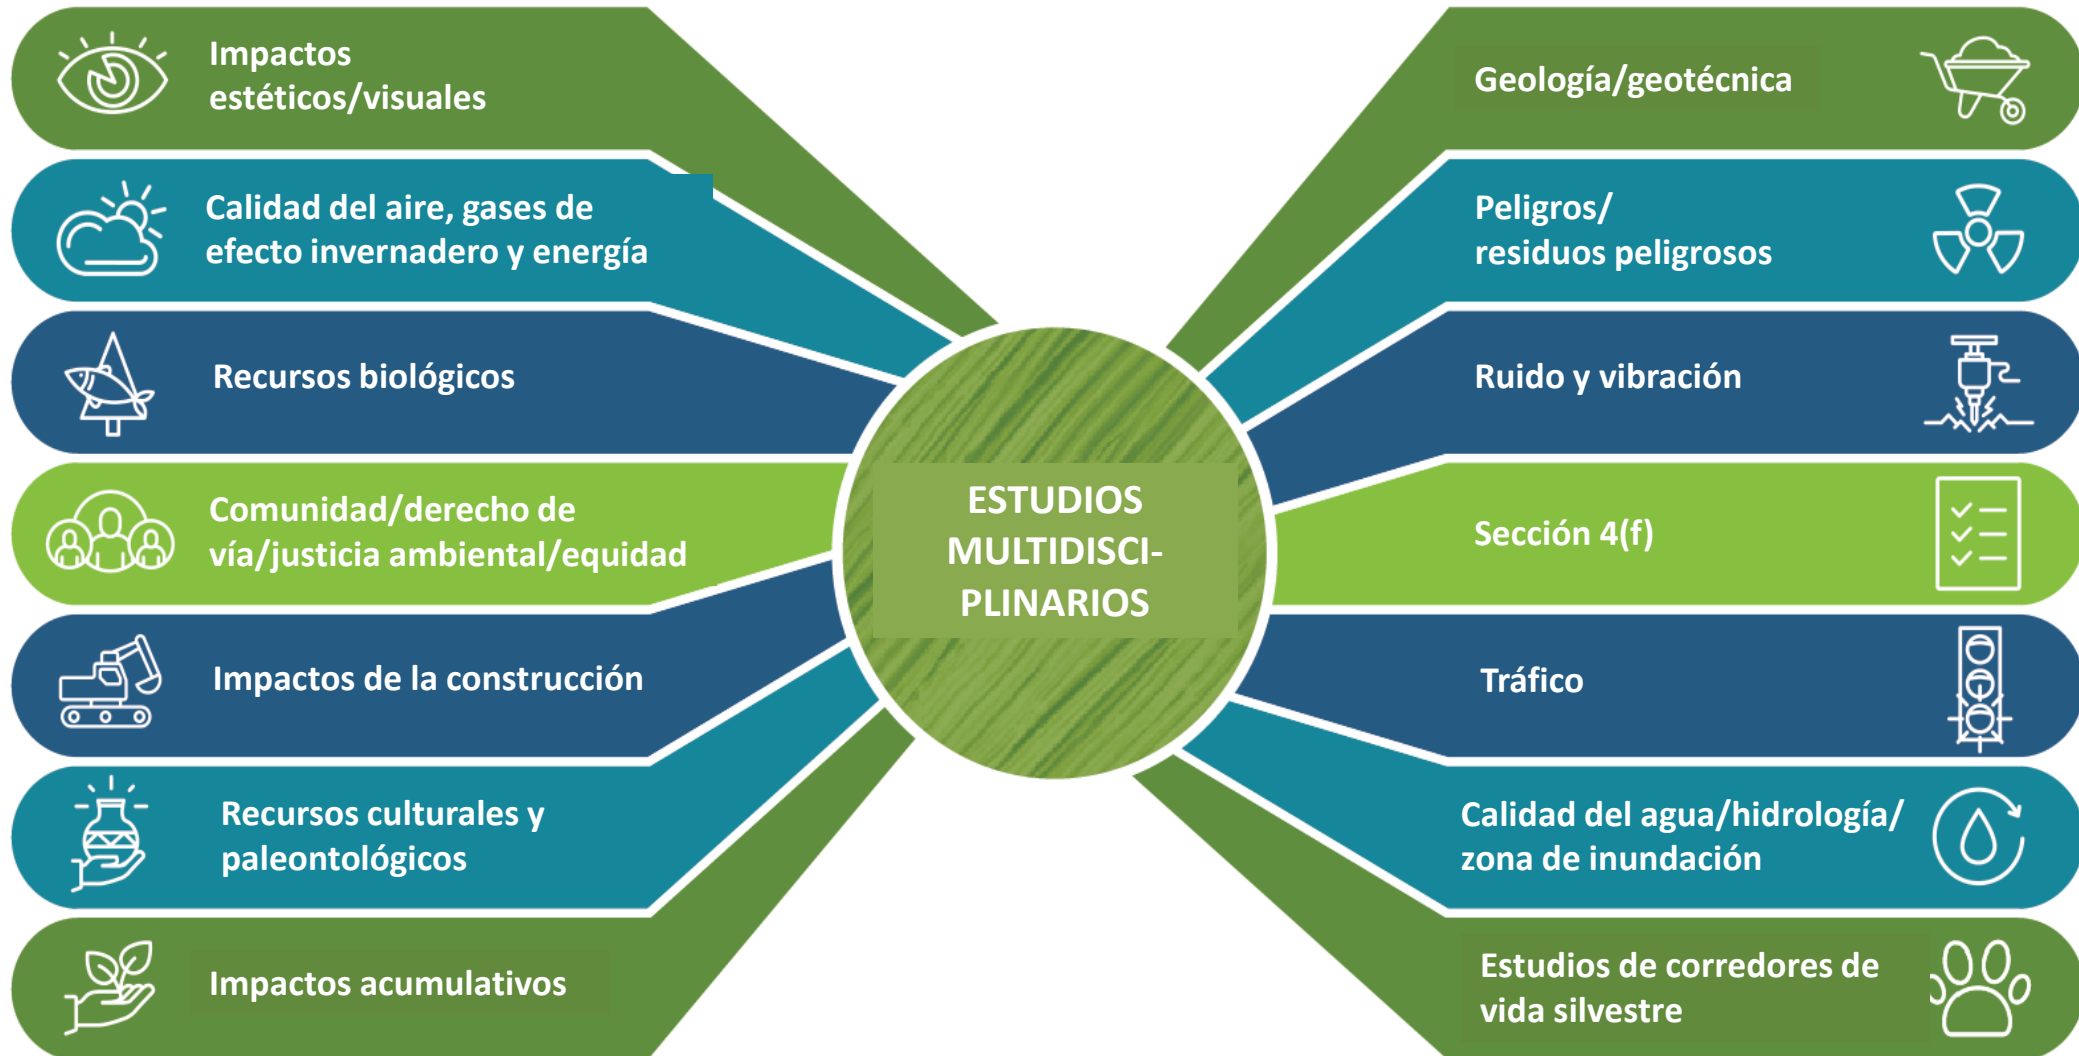 Impactos
estéticos/visuales
Calidad del aire, gases de
efecto invernadero y energía
Recursos biológicos
Comunidad/derecho de
vía/justicia ambiental/equidad
Impactos de la construcción
Recursos culturales y
paleontológicos
Impactos acumulativos
ESTUDIOS
MULTIDISCI-
PLINARIOS
Geología/geotécnica
Peligros/
residuos peligrosos
Ruido y vibración
Sección 4(f)
Tráfico
Calidad del agua/hidrología/
zona de inundación
Estudios de corredores de
vida silvestre